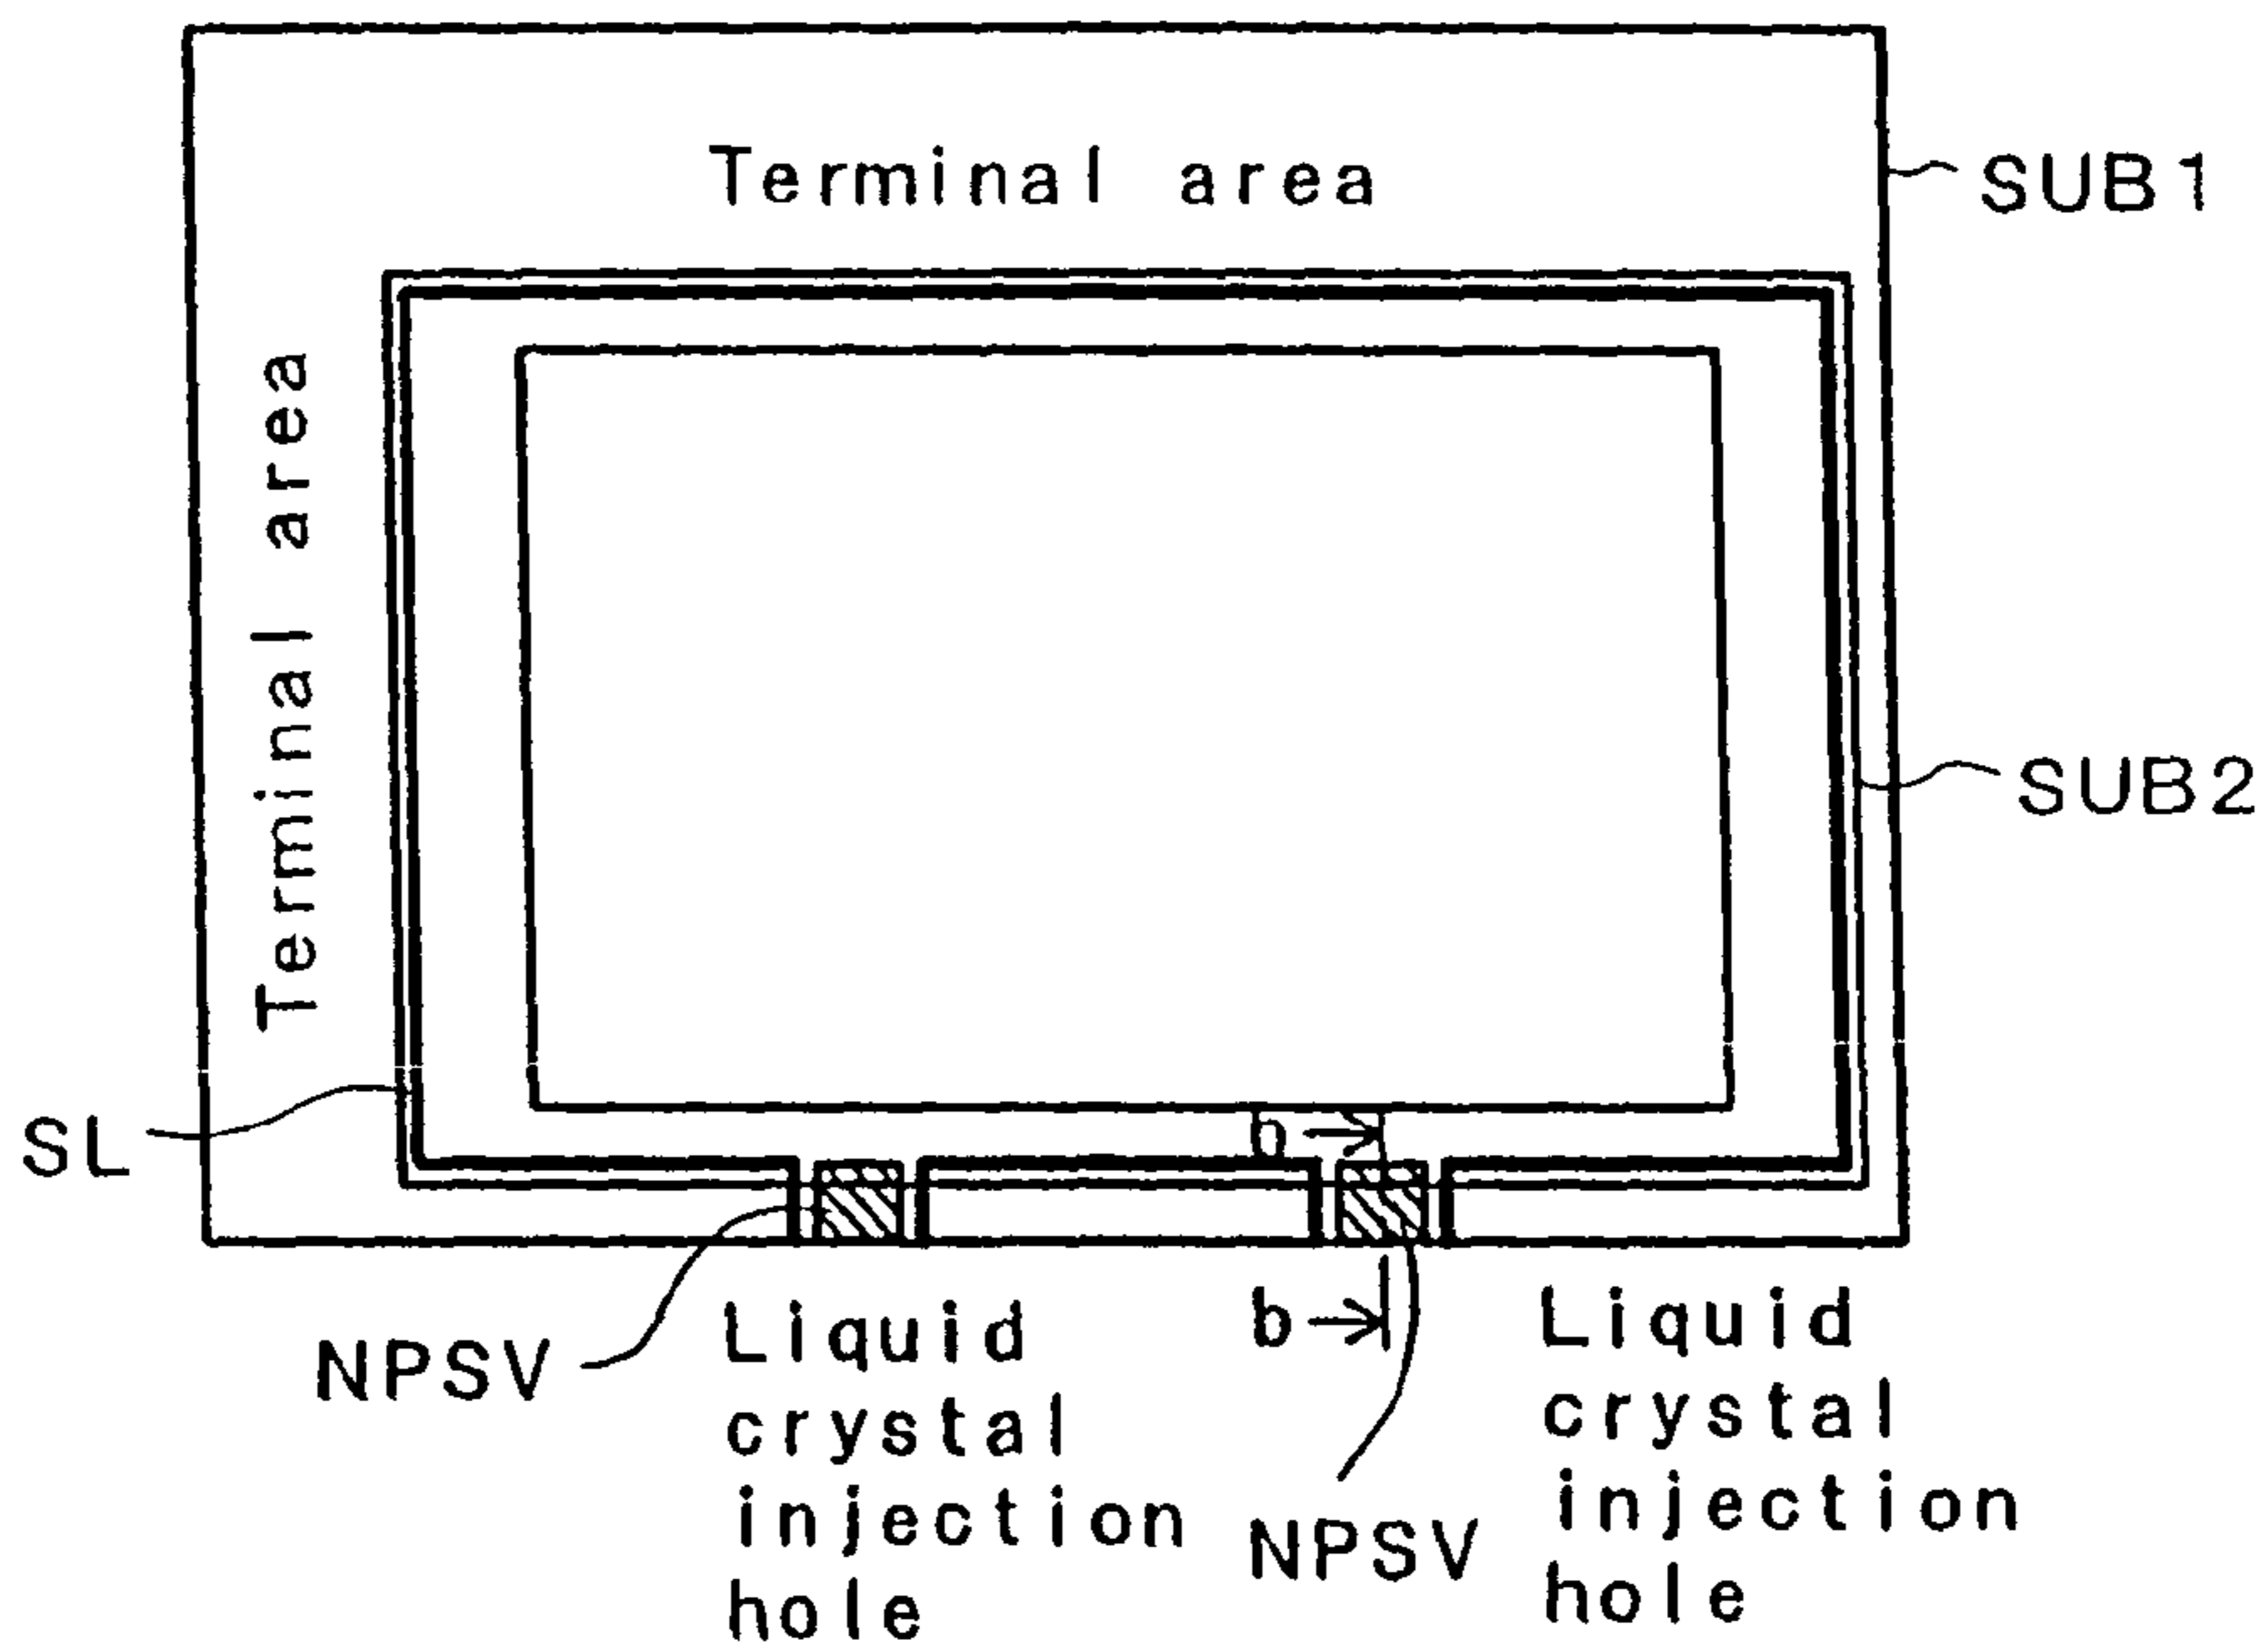 Terminal area
SUB1
Terminal area
SUB2
SL
b
b
NPSV
Liquid
crystal
injection
hole
NPSV
Liquid
crystal
injection
hole